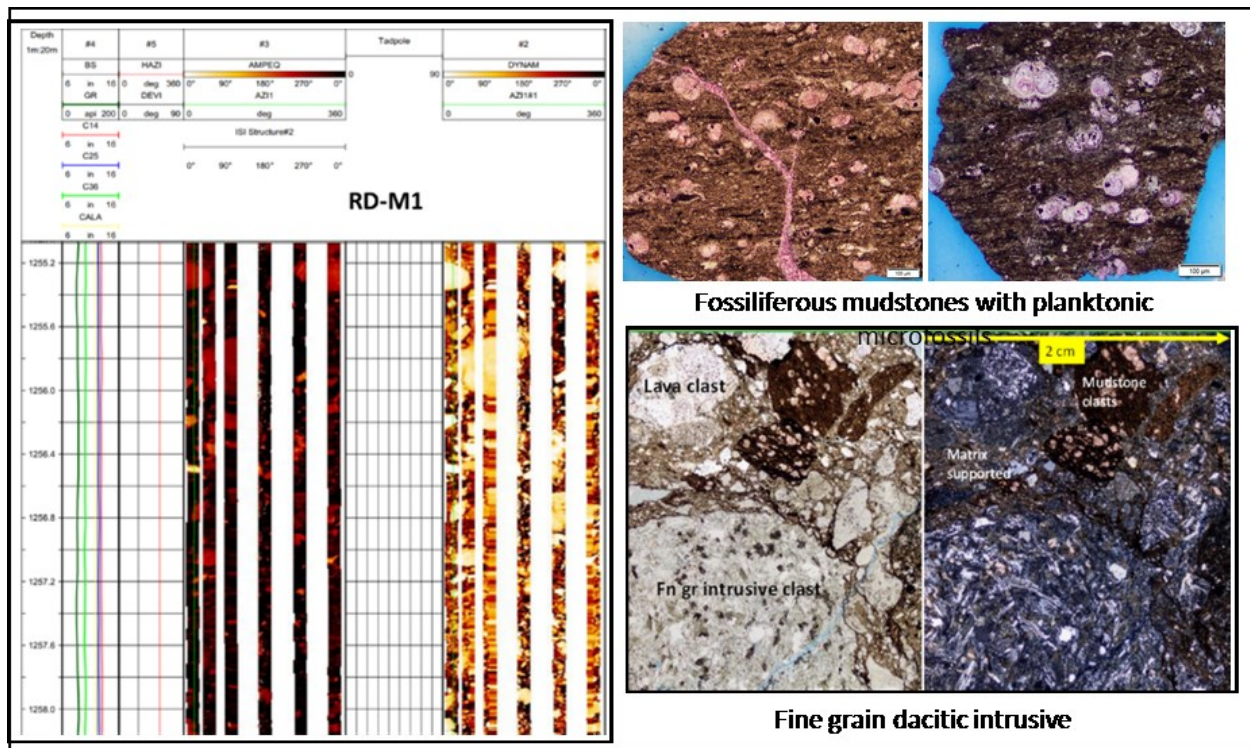 Depth
1m:20m
#4
#5
#3
Tadpole
#2
BS
HAZI
AMPEQ
DYNAM
6 in 16
0 deg 360
0° 90° 180° 270° 0°
0 90
0° 90° 180° 270° 0°
GR
DEVI
AZI1
AZI1#1
0 api 200
0 deg 90
0 deg 360
0 deg 360
C14
6 in 16
C25
6 in 16
C36
6 in 16
CALA
6 in 16
ISI Structure#2
0° 90° 180° 270° 0°
RD-M1
1255.2
1255.6
1256.0
1256.4
1256.8
1257.2
1257.6
1258.0
100 µm
100 µm
Fossiliferous mudstones with planktonic
microfossils
2 cm
Lava clast
Mudstone
clasts
Matrix
supported
Fn gr intrusive clast
Fine grain dacitic intrusive